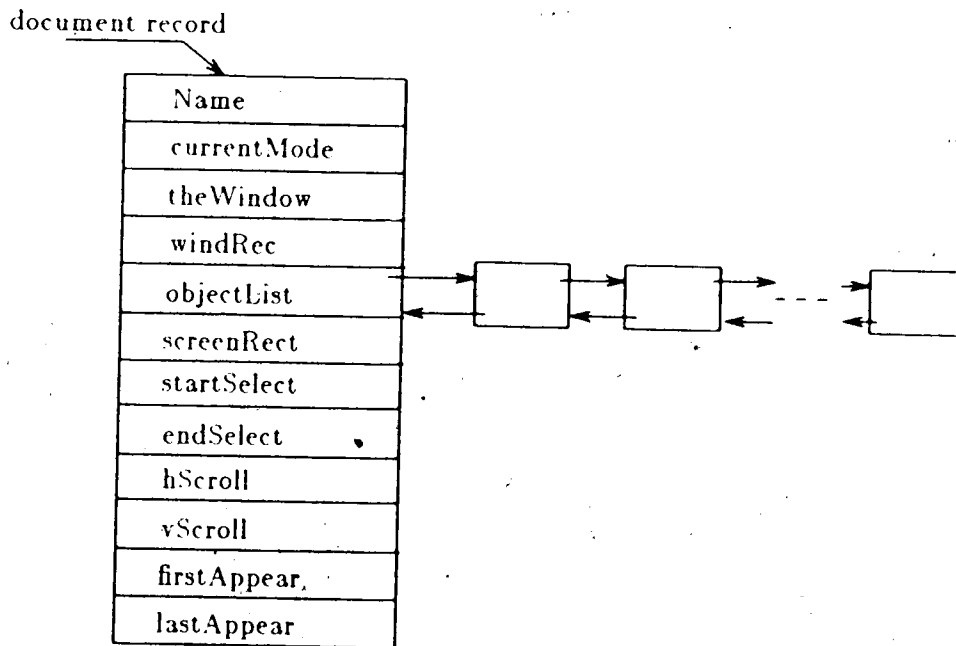 document record
Name
currentMode
theWindow
windRec
objectList
screenRect
startSelect
endSelect
hScroll
vScroll
firstAppear
lastAppear